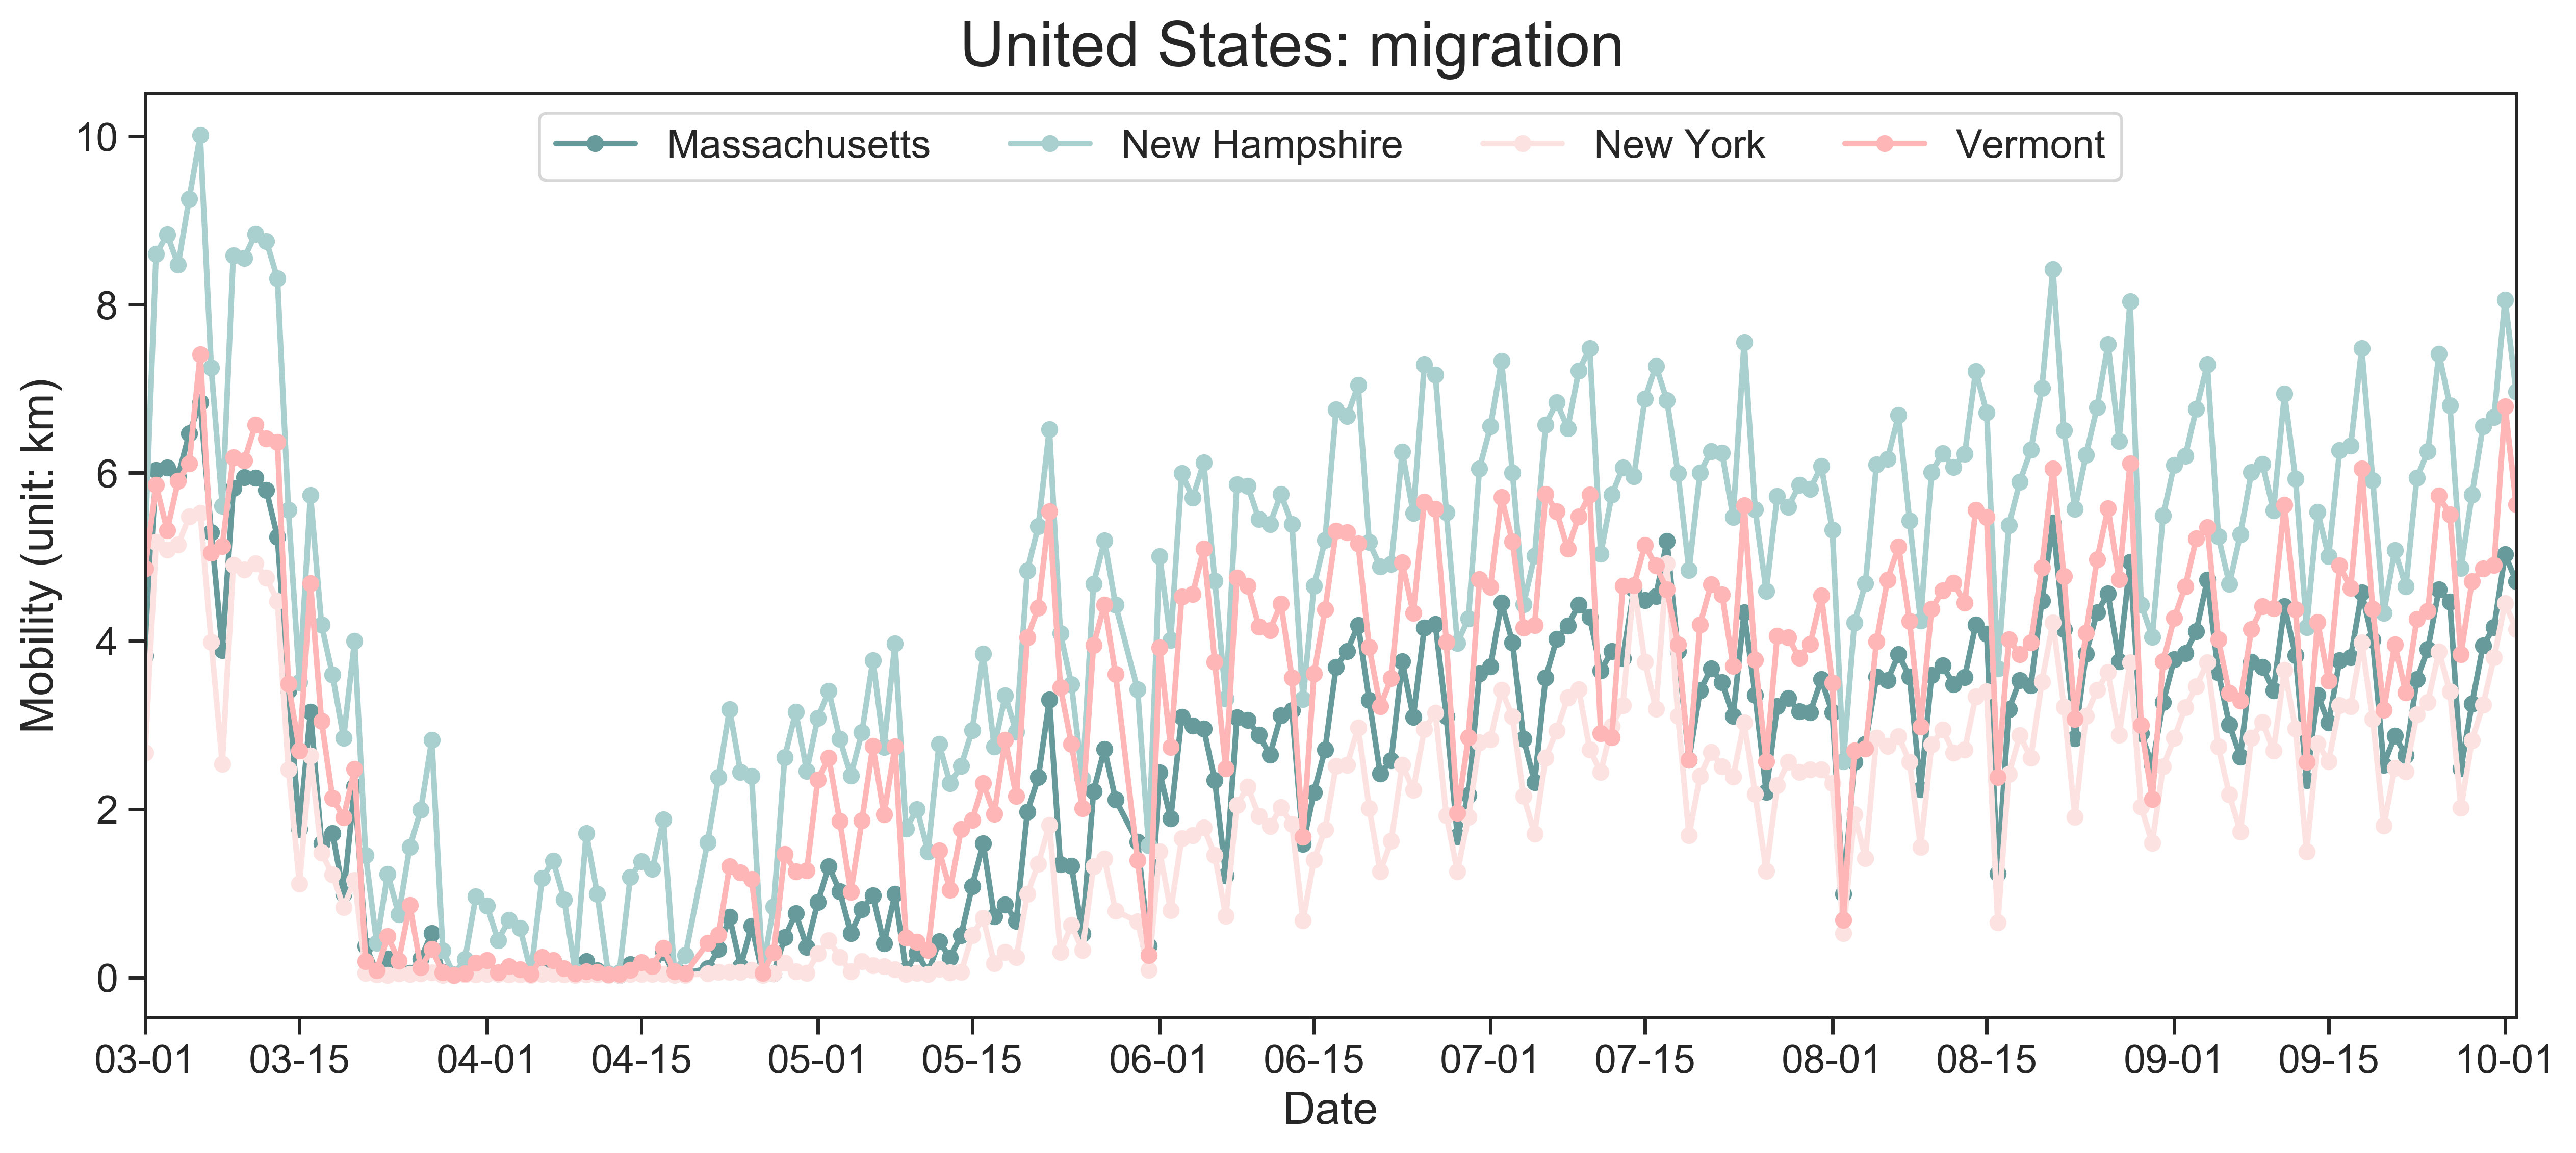 United States: migration
Massachusetts New Hampshire New York Vermont
Mobility (unit: km)
10
8
6
4
2
0
03-01 03-15 04-01 04-15 05-01 05-15 06-01 06-15 07-01 07-15 08-01 08-15 09-01 09-15 10-01
Date